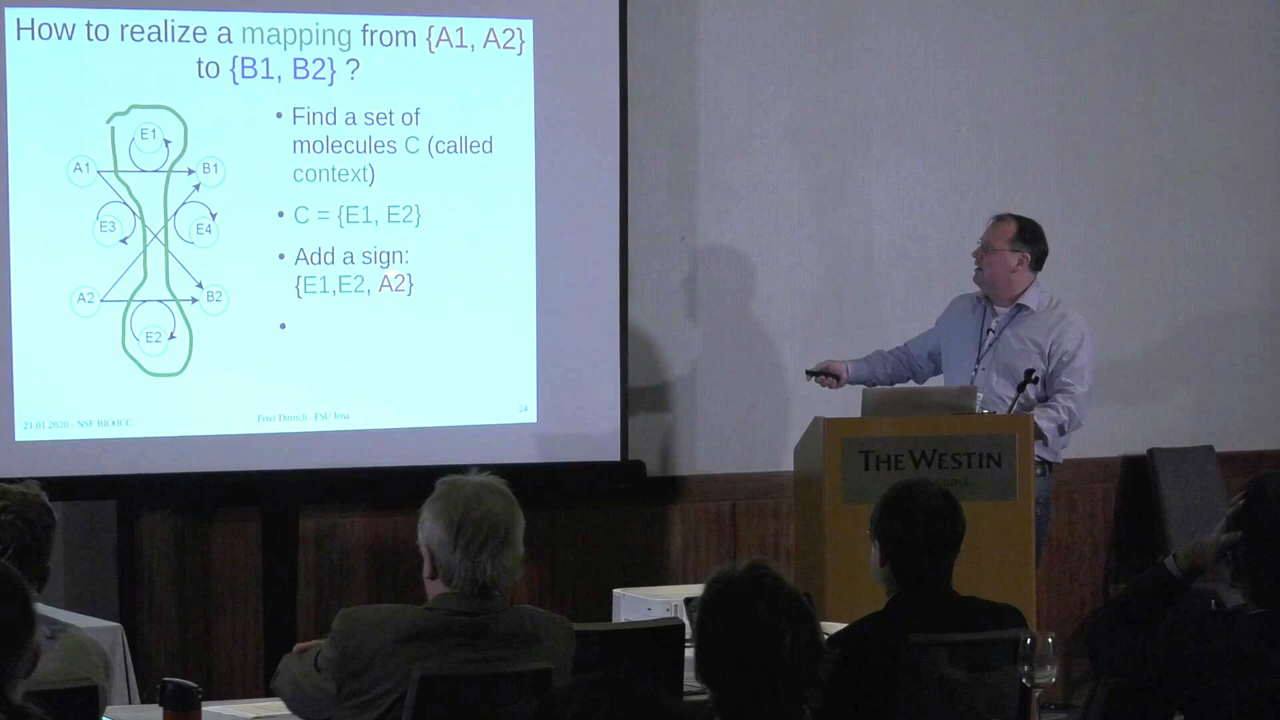 How to realize a mapping from {A1, A2}
to {B1, B2} ?
• Find a set of
molecules C (called
context)
• C = {E1, E2}
• Add a sign:
{E1,E2, A2}
•
E1
A1
B1
E3
E4
A2
B2
E2
21.01.2020 - NSF BIO/ICC
Peter Dittrich - FSU Jena
24
THE WESTIN